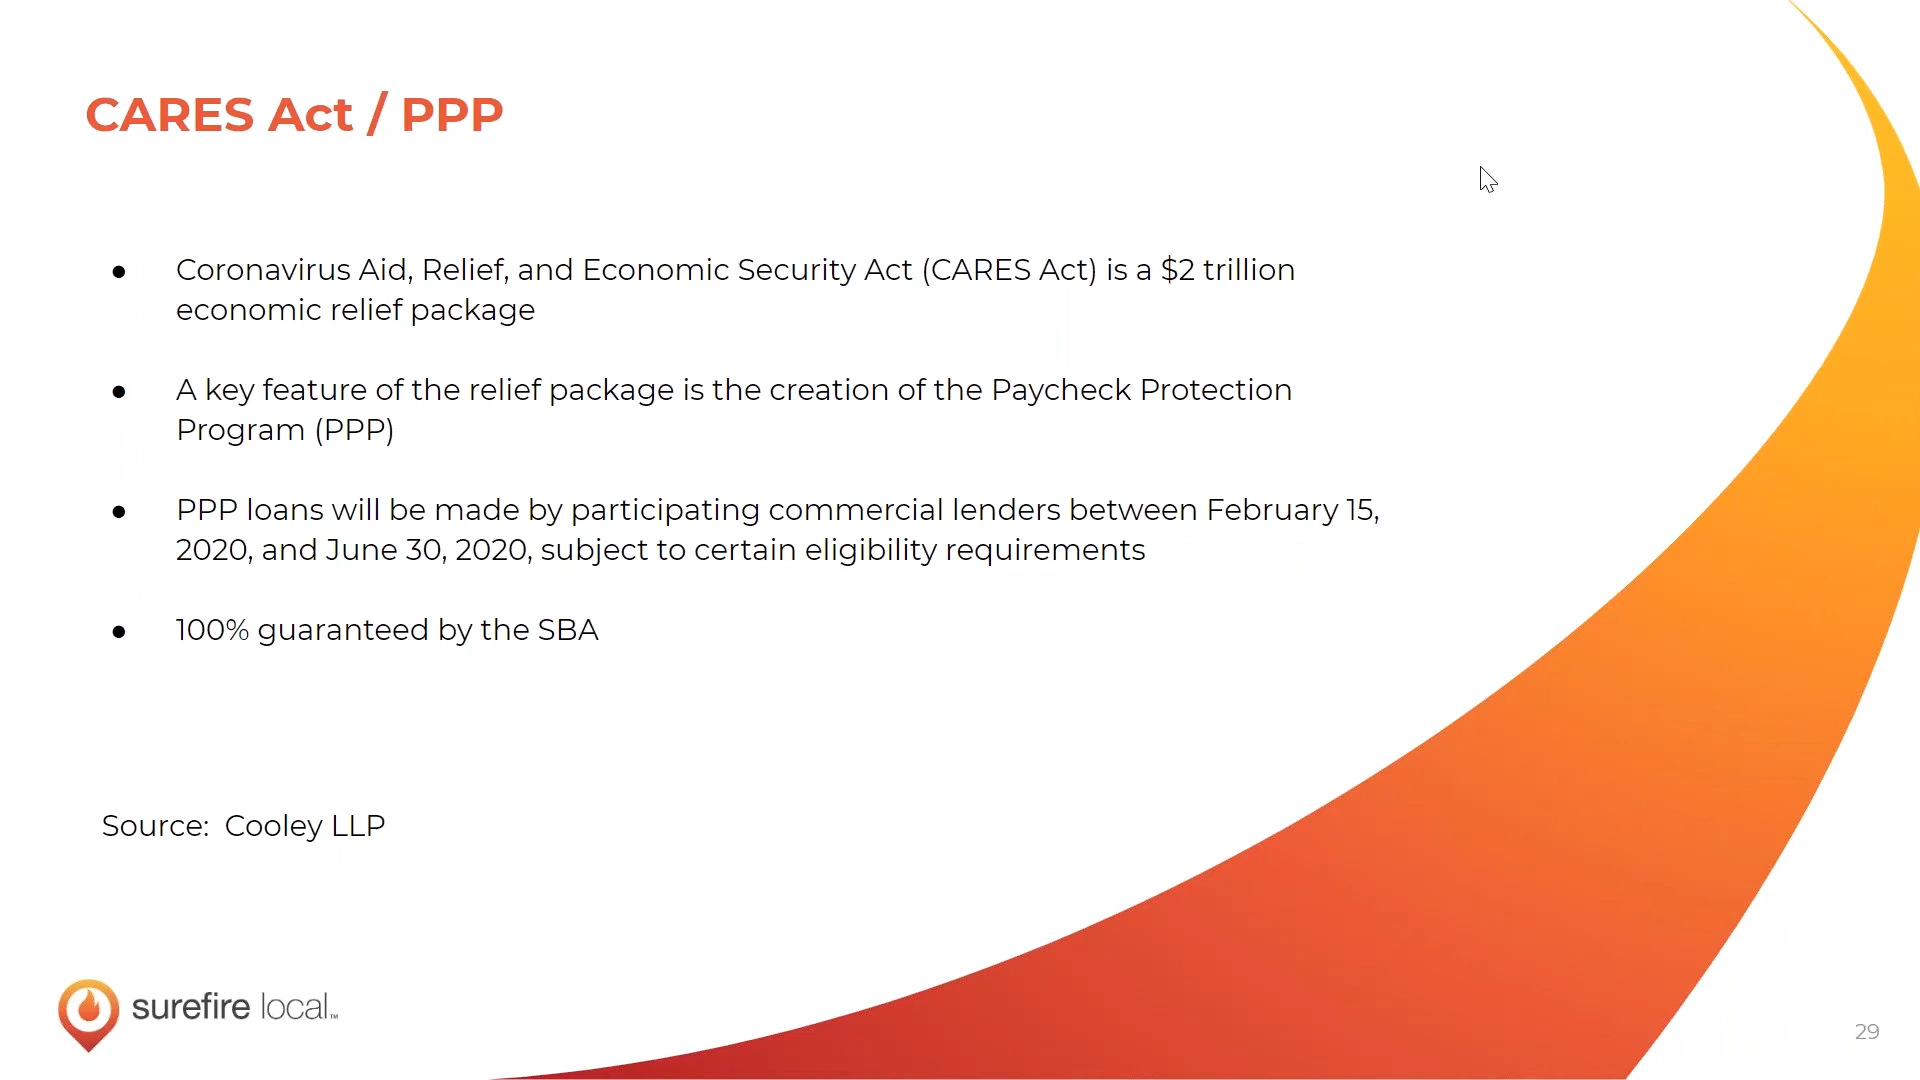 CARES Act / PPP
● Coronavirus Aid, Relief, and Economic Security Act (CARES Act) is a $2 trillion
economic relief package
● A key feature of the relief package is the creation of the Paycheck Protection
Program (PPP)
● PPP loans will be made by participating commercial lenders between February 15,
2020, and June 30, 2020, subject to certain eligibility requirements
● 100% guaranteed by the SBA
Source:  Cooley LLP
surefire local™
29